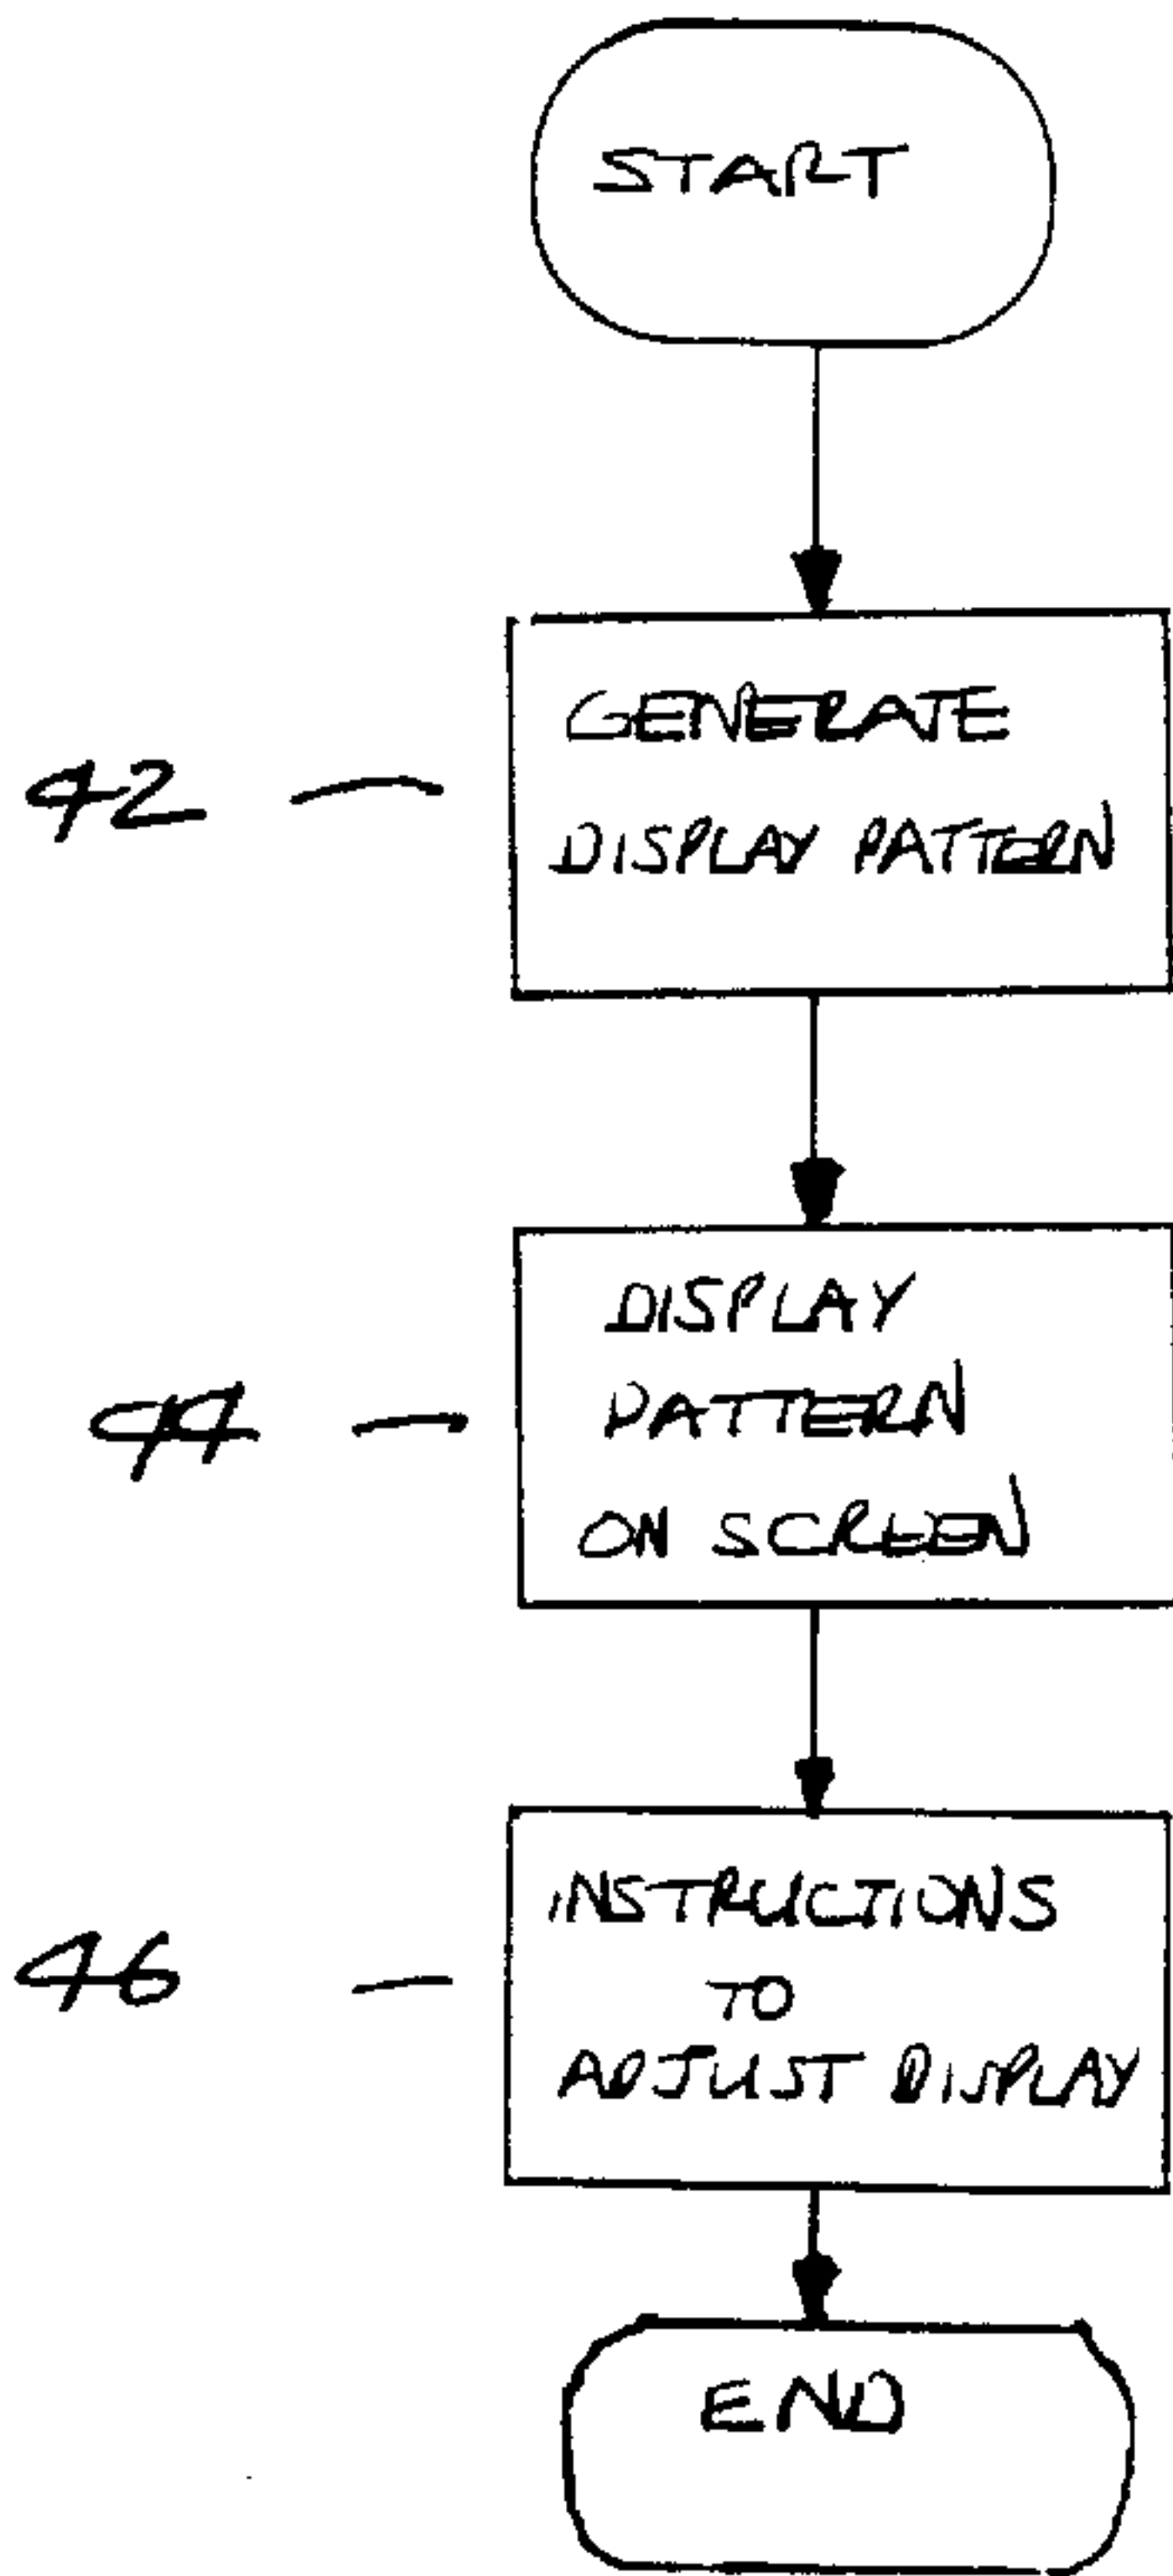 START
42
GENERATE
DISPLAY PATTERN
44
DISPLAY
PATTERN
ON SCREEN
46
INSTRUCTIONS
TO
ADJUST DISPLAY
END